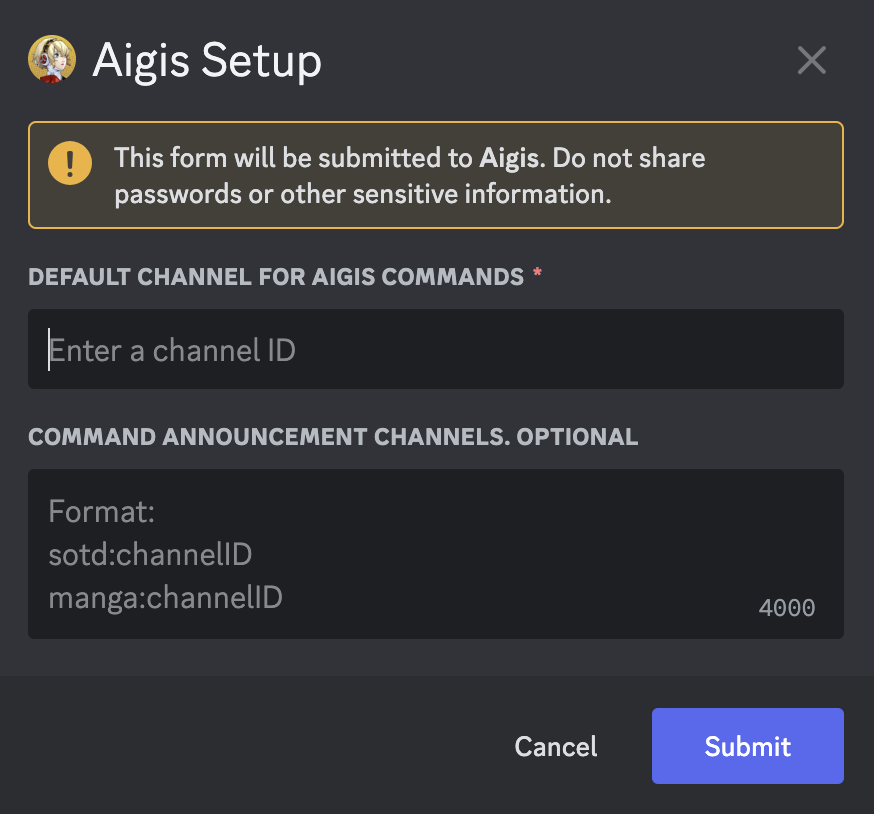 Aigis Setup
This form will be submitted to Aigis. Do not share
passwords or other sensitive information.
DEFAULT CHANNEL FOR AIGIS COMMANDS *
Enter a channel ID
COMMAND ANNOUNCEMENT CHANNELS. OPTIONAL
Format:
sotd:channelID
manga:channelID
4000
Cancel
Submit